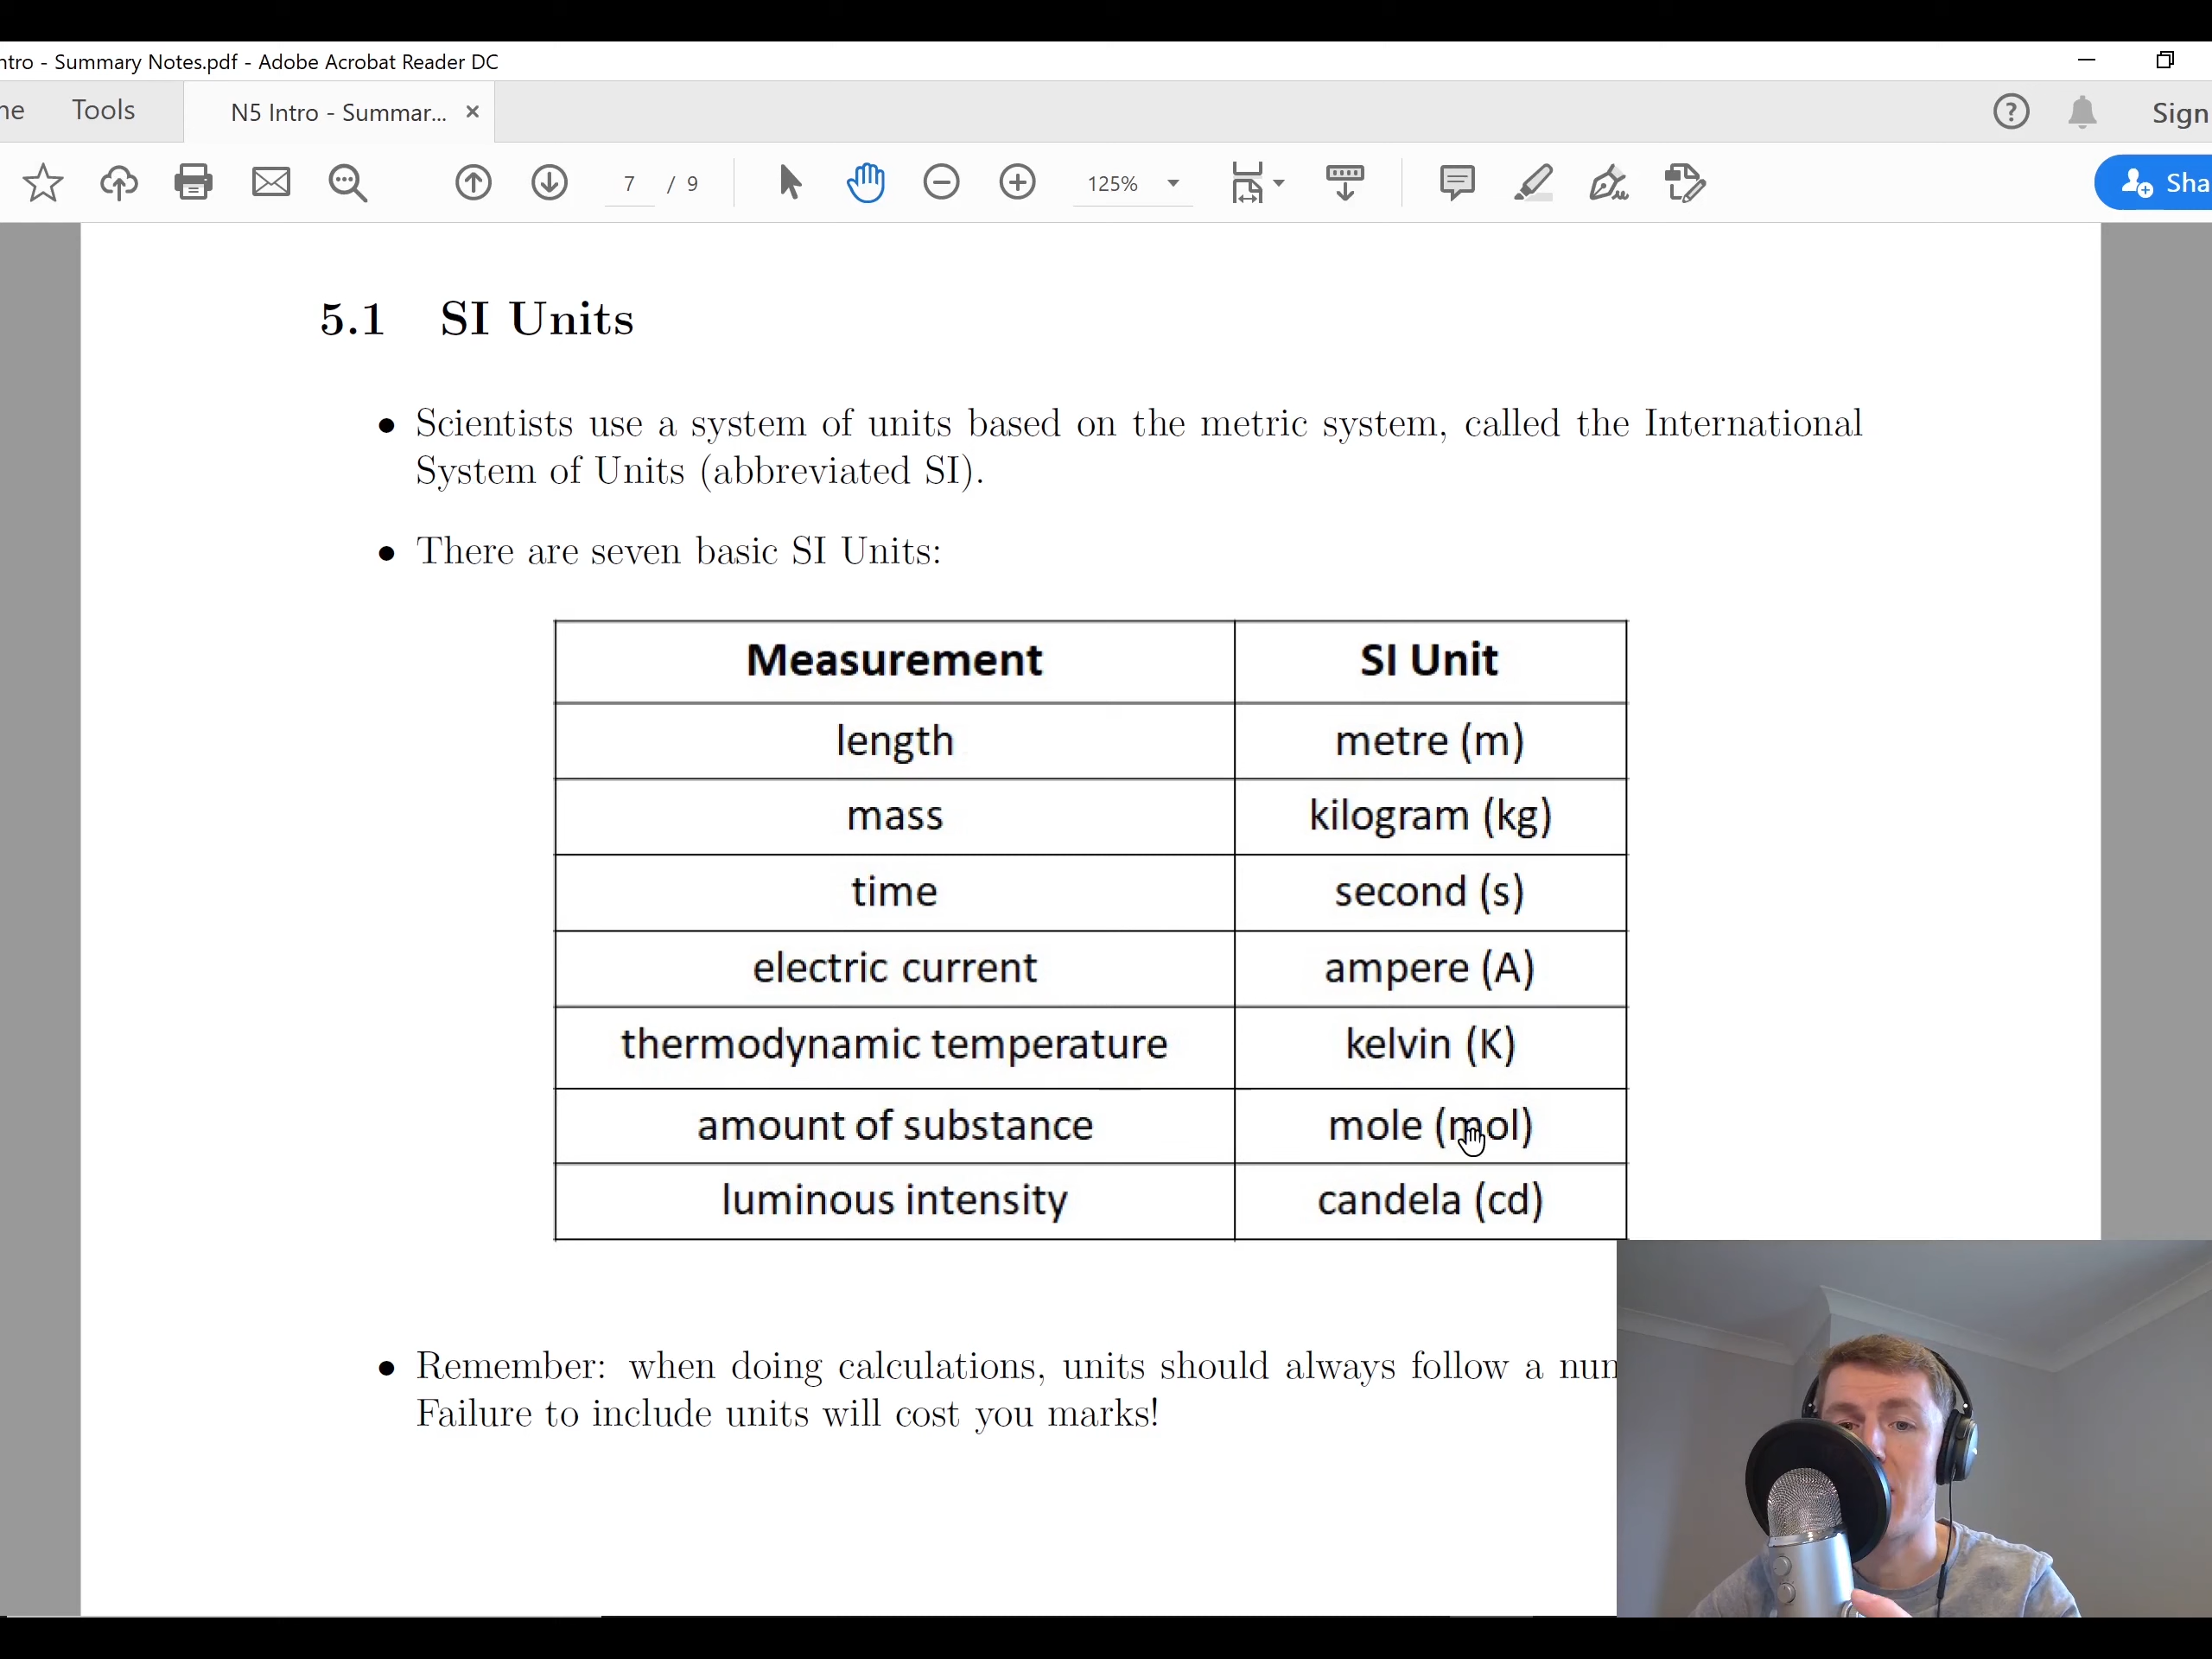 ntro - Summary Notes.pdf - Adobe Acrobat Reader DC
Tools
N5 Intro - Summar...
Sign
7 / 9
125%
5.1 SI Units
• Scientists use a system of units based on the metric system, called the International
System of Units (abbreviated SI).
• There are seven basic SI Units:
Measurement SI Unit
length metre (m)
mass kilogram (kg)
time second (s)
electric current ampere (A)
thermodynamic temperature kelvin (K)
amount of substance mole (mol)
luminous intensity candela (cd)
• Remember: when doing calculations, units should always follow a
Failure to include units will cost you marks!